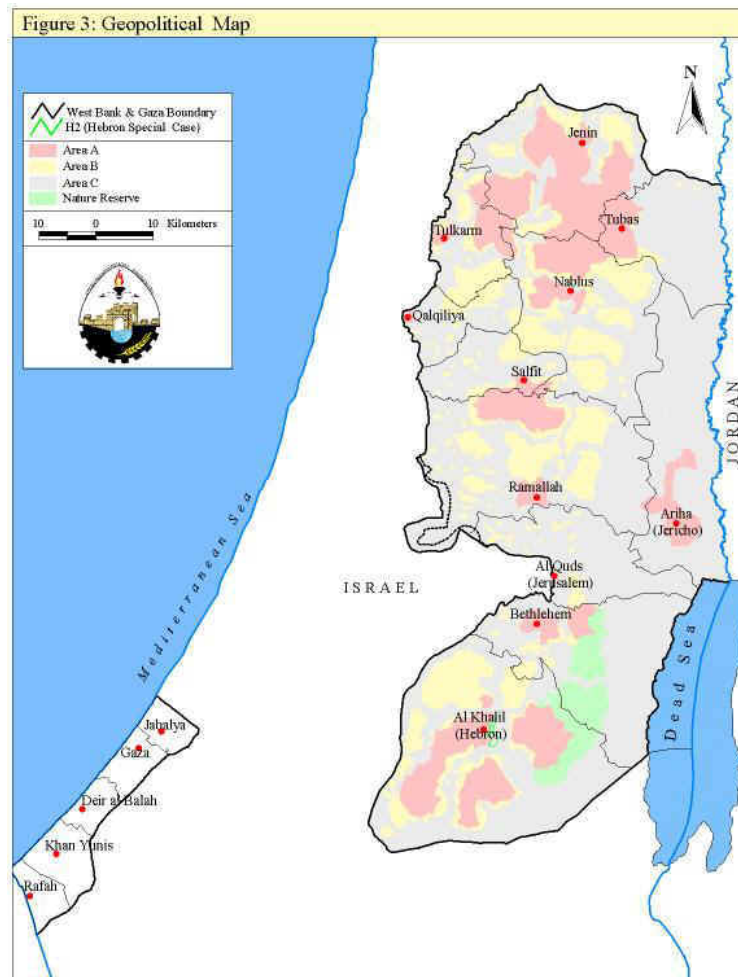 Figure 3: Geopolitical Map
West Bank & Gaza Boundary
H2 (Hebron Special Case)
Area A
Area B
Area C
Nature Reserve
10 0 10 Kilometers
N
Jenin
Tubas
Tulkarm
Nablus
Qalqiliya
Salfit
Ramallah
Ariha
(Jericho)
JORDAN
Al Quds
(Jerusalem)
ISRAEL
Mediterranean Sea
Bethlehem
Dead Sea
Al Khalil
(Hebron)
Jabalya
Gaza
Deir al-Balah
Khan Yunis
Rafah